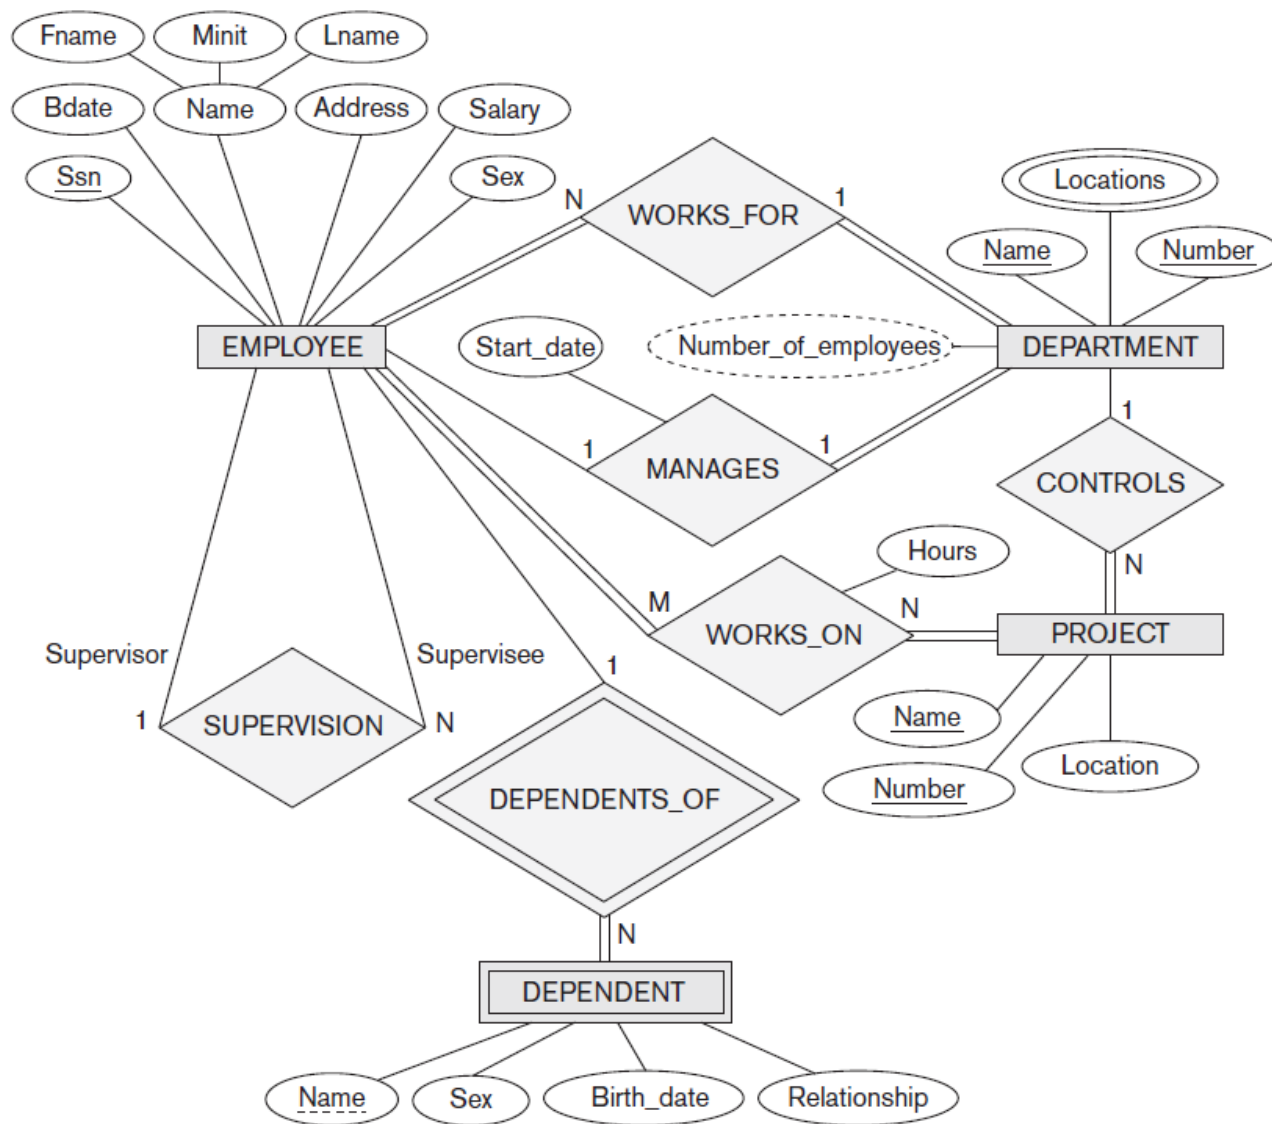 Fname
Minit
Lname
Bdate
Name
Address
Salary
Ssn
Sex
N
WORKS_FOR
1
Locations
Name
Number
EMPLOYEE
Start_date
Number_of_employees
DEPARTMENT
1
MANAGES
1
1
CONTROLS
N
Hours
M
WORKS_ON
N
PROJECT
Supervisor
Supervisee
1
SUPERVISION
N
1
Name
Number
Location
DEPENDENTS_OF
N
DEPENDENT
Name
Sex
Birth_date
Relationship